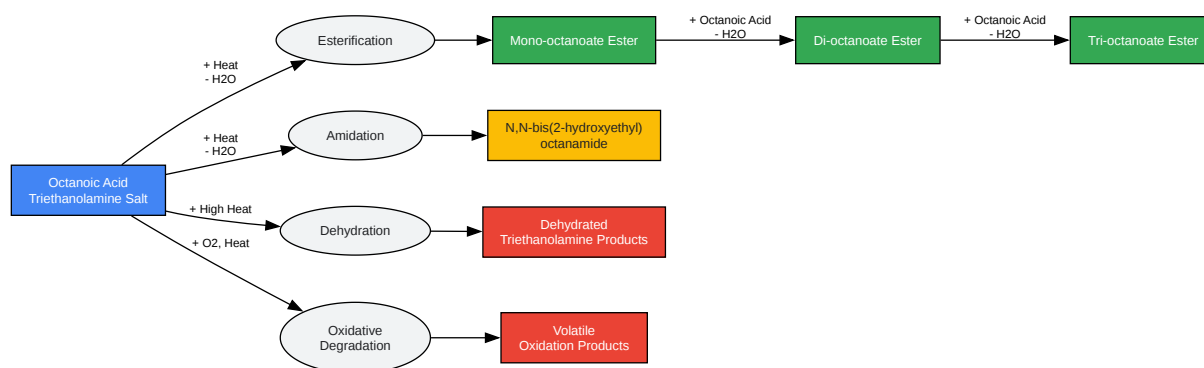 Esterification
+ Octanoic Acid
- H2O
+ Octanoic Acid
- H2O
Mono-octanoate Ester
Di-octanoate Ester
Tri-octanoate Ester
+ Heat
- H2O
Amidation
N,N-bis(2-hydroxyethyl)
octanamide
+ Heat
- H2O
Octanoic Acid
Triethanolamine Salt
+ High Heat
Dehydration
Dehydrated
Triethanolamine Products
+ O2, Heat
Oxidative
Degradation
Volatile
Oxidation Products